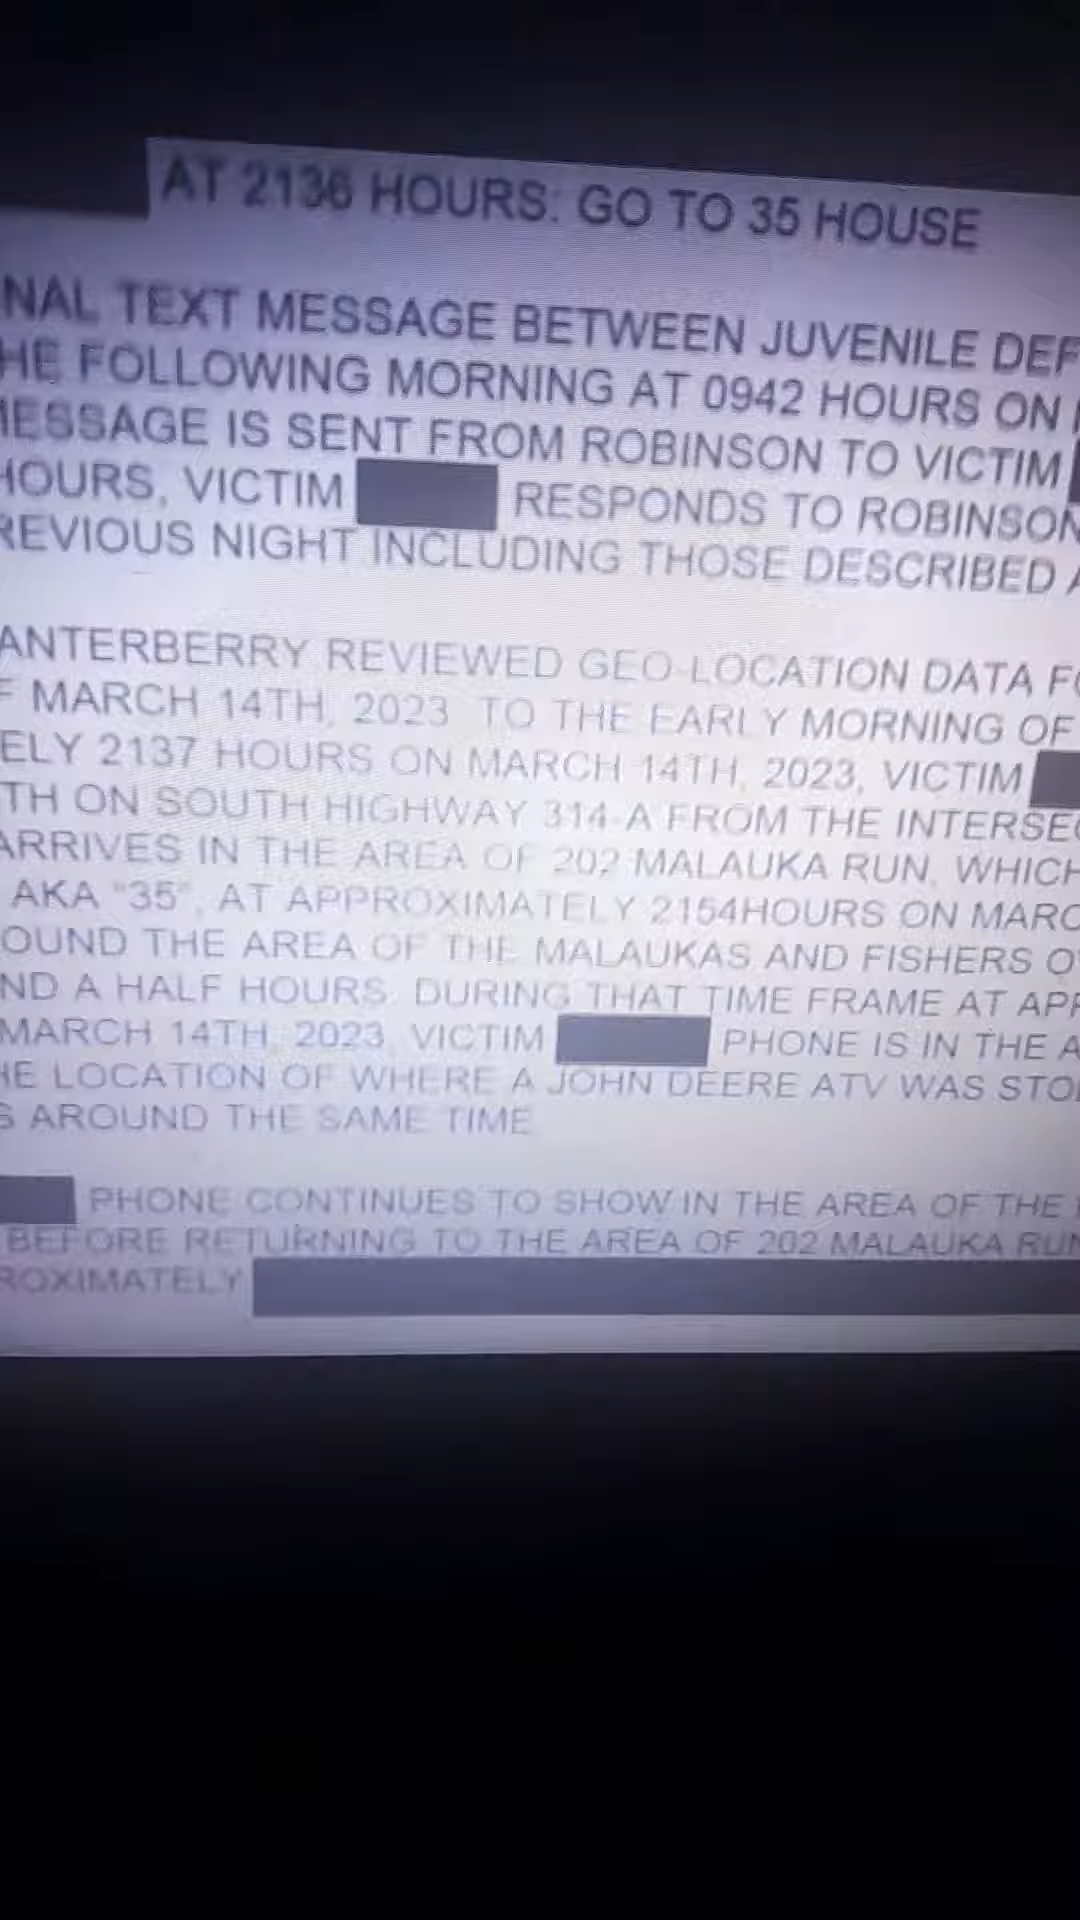 AT 2136 HOURS: GO TO 35 HOUSE
NAL TEXT MESSAGE BETWEEN JUVENILE DEF
HE FOLLOWING MORNING AT 0942 HOURS ON
MESSAGE IS SENT FROM ROBINSON TO VICTIM
HOURS, VICTIM RESPONDS TO ROBINSON
REVIOUS NIGHT INCLUDING THOSE DESCRIBED A
ANTERBERRY REVIEWED GEO-LOCATION DATA FO
F MARCH 14TH, 2023 TO THE EARLY MORNING OF
ELY 2137 HOURS ON MARCH 14TH, 2023, VICTIM
TH ON SOUTH HIGHWAY 314-A FROM THE INTERSEC
ARRIVES IN THE AREA OF 202 MALAUKA RUN, WHICH
AKA "35", AT APPROXIMATELY 2154HOURS ON MARC
OUND THE AREA OF THE MALAUKAS AND FISHERS O
ND A HALF HOURS. DURING THAT TIME FRAME AT APP
MARCH 14TH, 2023, VICTIM PHONE IS IN THE A
HE LOCATION OF WHERE A JOHN DEERE ATV WAS STOL
S AROUND THE SAME TIME
PHONE CONTINUES TO SHOW IN THE AREA OF THE
BEFORE RETURNING TO THE AREA OF 202 MALAUKA RUN
ROXIMATELY